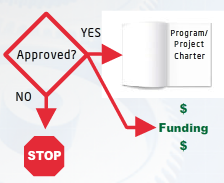 YES
Approved?
Program/
Project
Charter
NO
$
Funding
$
STOP